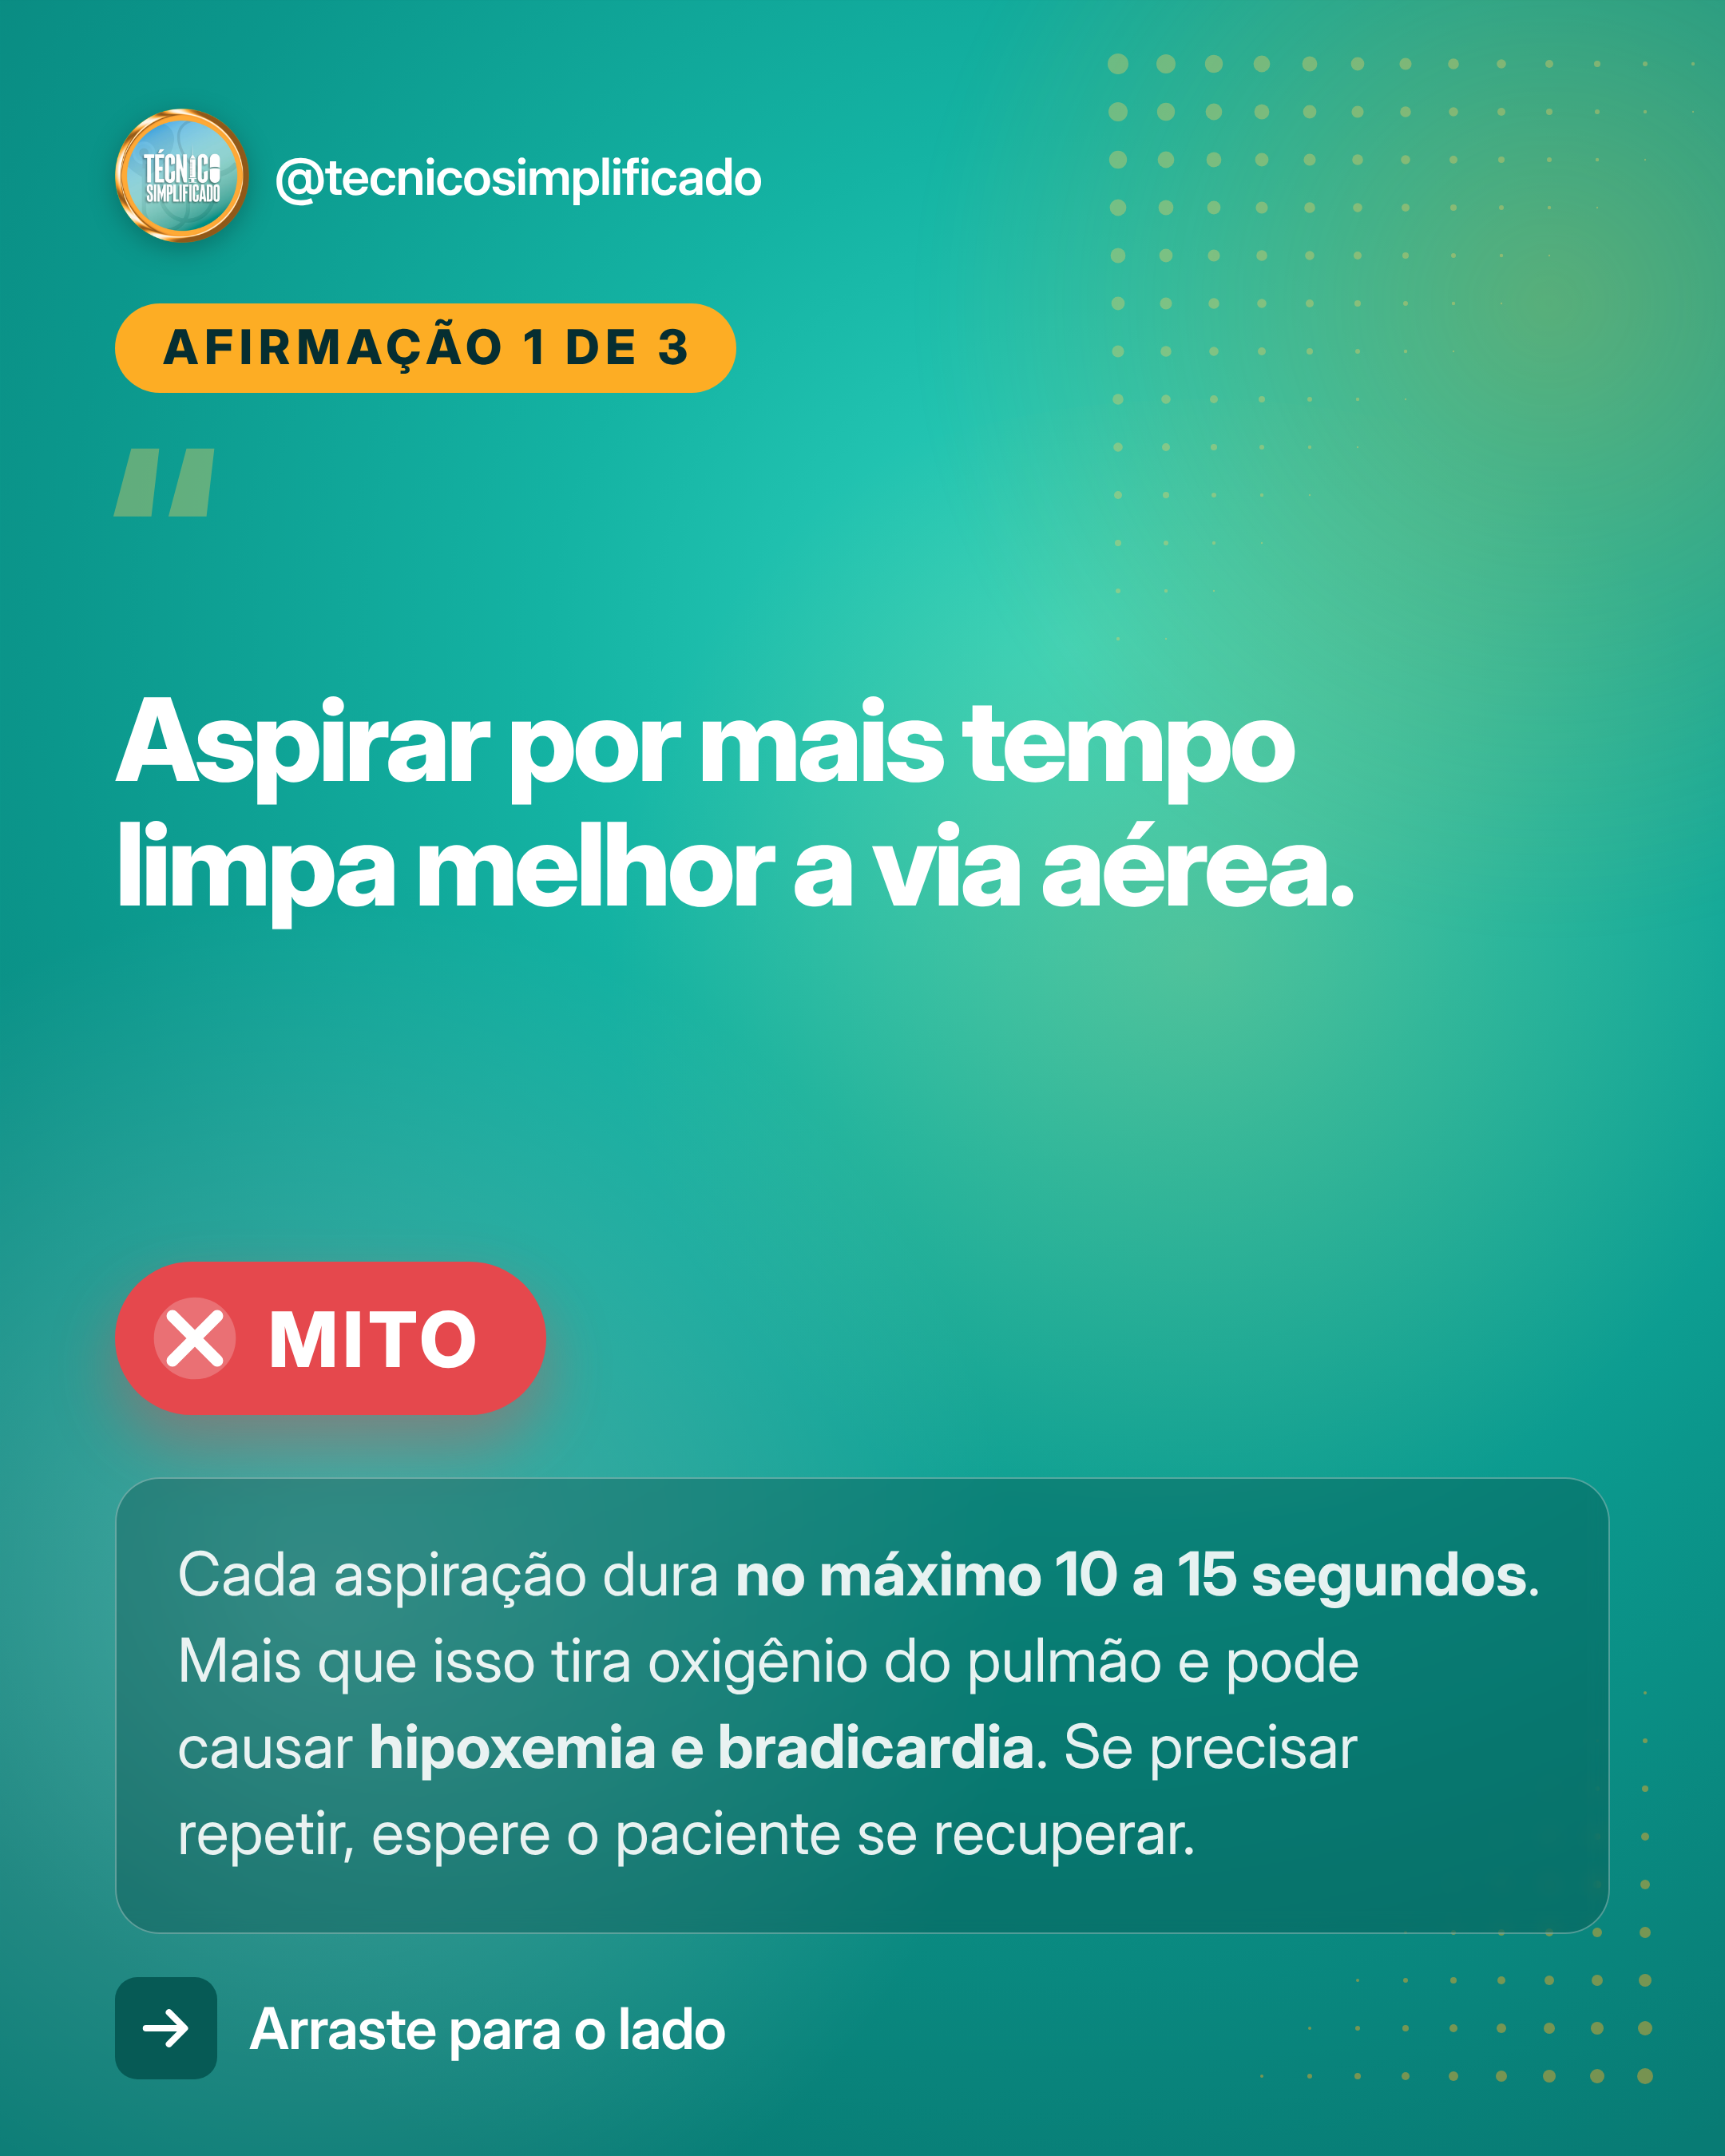 TÉCNICO
SIMPLIFICADO
@tecnicosimplificado
AFIRMAÇÃO 1 DE 3
"
Aspirar por mais tempo
limpa melhor a via aérea.
MITO
Cada aspiração dura no máximo 10 a 15 segundos.
Mais que isso tira oxigênio do pulmão e pode
causar hipoxemia e bradicardia. Se precisar
repetir, espere o paciente se recuperar.
Arraste para o lado